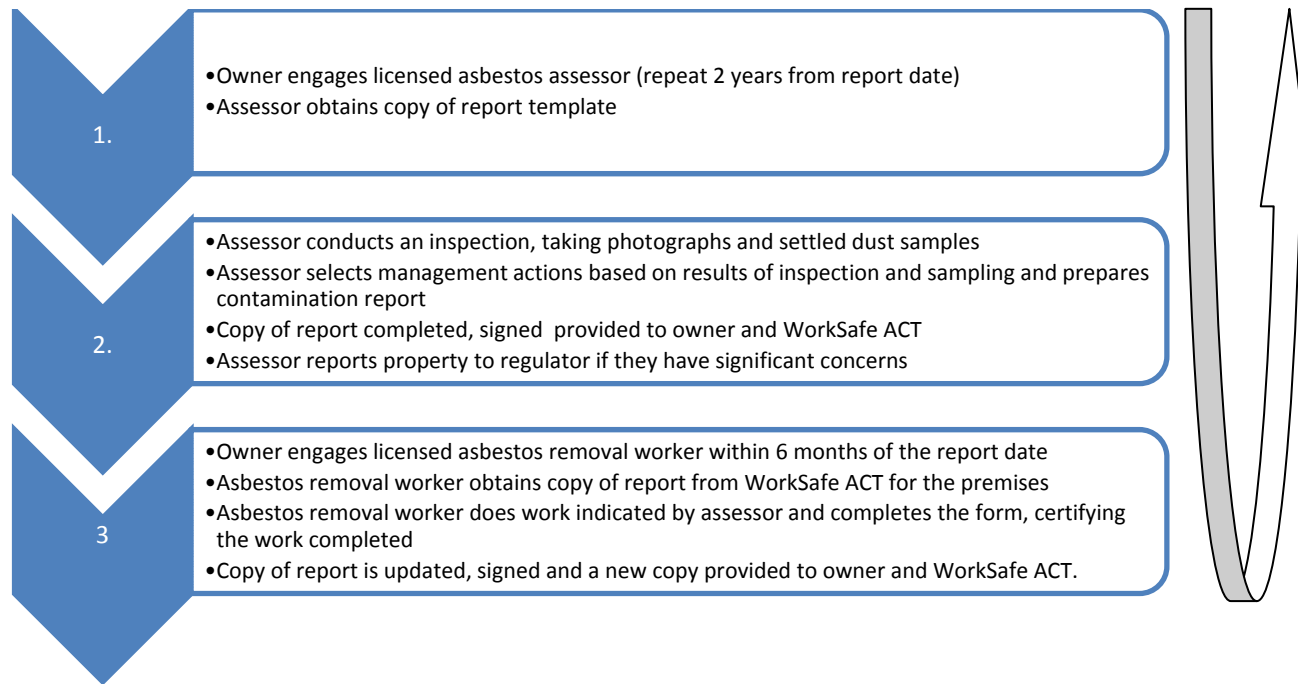 1.
•Owner engages licensed asbestos assessor (repeat 2 years from report date)
•Assessor obtains copy of report template
2.
•Assessor conducts an inspection, taking photographs and settled dust samples
•Assessor selects management actions based on results of inspection and sampling and prepares
contamination report
•Copy of report completed, signed  provided to owner and WorkSafe ACT
•Assessor reports property to regulator if they have significant concerns
3
•Owner engages licensed asbestos removal worker within 6 months of the report date
•Asbestos removal worker obtains copy of report from WorkSafe ACT for the premises
•Asbestos removal worker does work indicated by assessor and completes the form, certifying
the work completed
•Copy of report is updated, signed and a new copy provided to owner and WorkSafe ACT.